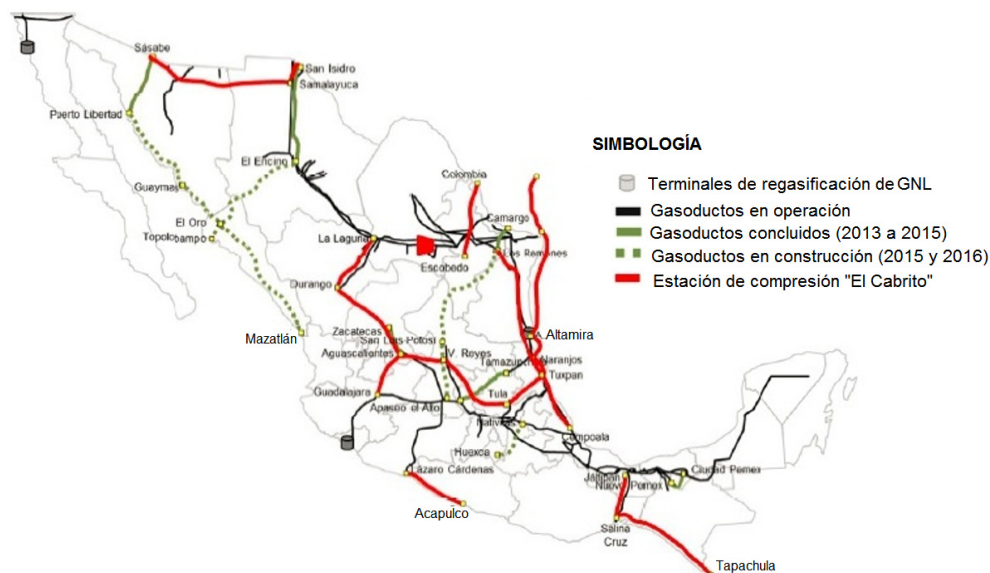 Sásabe
San Isidro
Samalayuca
Puerto Libertad
El Encino
Guaymas
El Oro
Topolobampo
Colombia
Camargo
La Laguna
Los Ramones
Escobedo
Durango
Mazatlán
Zacatecas
San Luis Potosí
Aguascalientes
V. Reyes
Altamira
Naranjos
Tuxpan
Guadalajara
Apaseo el Alto
Tula
Huexca
Lázaro Cárdenas
Acapulco
Jáltipan
Nuevo Pemex
Ciudad Pemex
Salina
Cruz
Tapachula
SIMBOLOGÍA
Terminales de regasificación de GNL
Gasoductos en operación
Gasoductos concluidos (2013 a 2015)
Gasoductos en construcción (2015 y 2016)
Estación de compresión "El Cabrito"